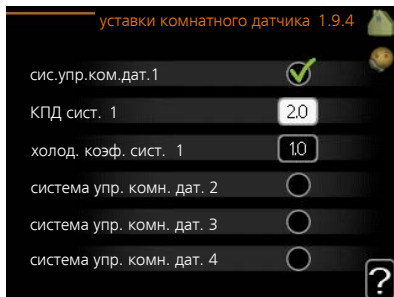 уставки комнатного датчика 1.9.4
сис.упр.ком.дат.1
КПД сист. 1 2.0
холод. коэф. сист. 1 1.0
система упр. комн. дат. 2
система упр. комн. дат. 3
система упр. комн. дат. 4
?